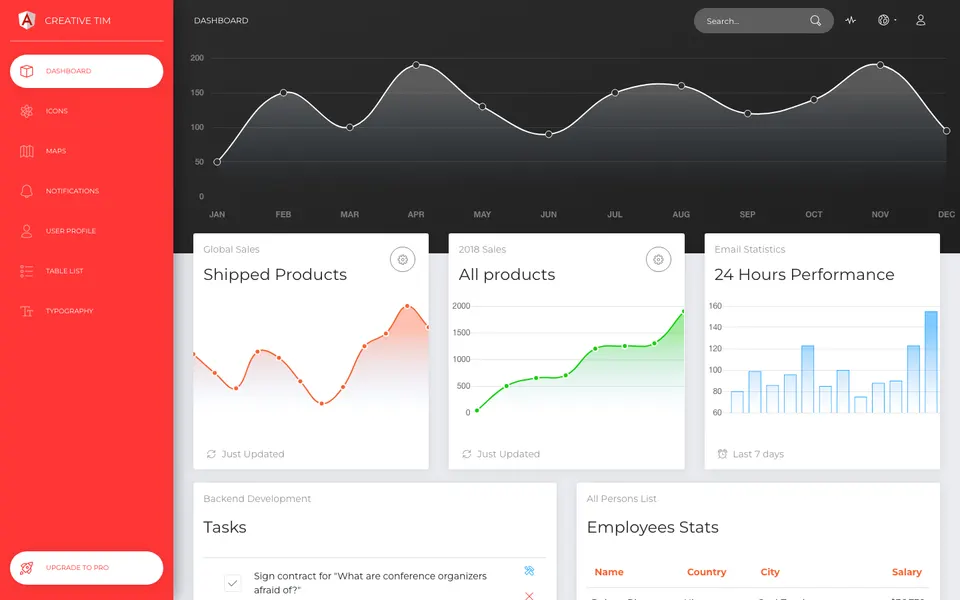 CREATIVE TIM
DASHBOARD
ICONS
MAPS
NOTIFICATIONS
USER PROFILE
TABLE LIST
TYPOGRAPHY
UPGRADE TO PRO
DASHBOARD
Search...
200
150
100
50
0
JAN FEB MAR APR MAY JUN JUL AUG SEP OCT NOV DEC
Global Sales
Shipped Products
Just Updated
2018 Sales
All products
2000
1500
1000
500
0
Just Updated
Email Statistics
24 Hours Performance
160
140
120
100
80
60
Last 7 days
Backend Development
Tasks
Sign contract for "What are conference organizers
afraid of?"
All Persons List
Employees Stats
Name Country City Salary